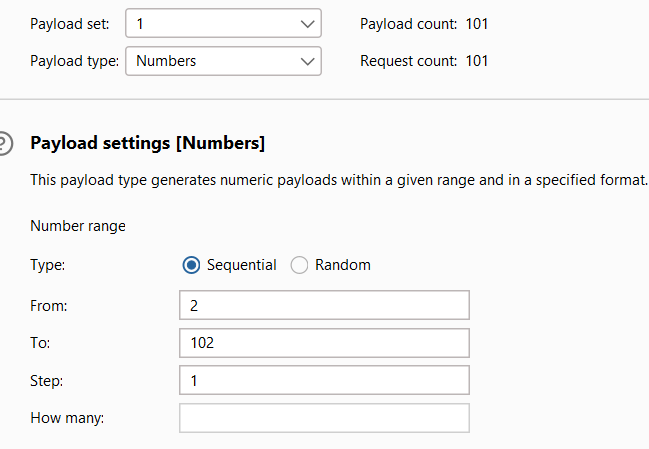 Payload set: 1 Payload count: 101
Payload type: Numbers Request count: 101
? Payload settings [Numbers]
This payload type generates numeric payloads within a given range and in a specified format.
Number range
Type: Sequential Random
From: 2
To: 102
Step: 1
How many: